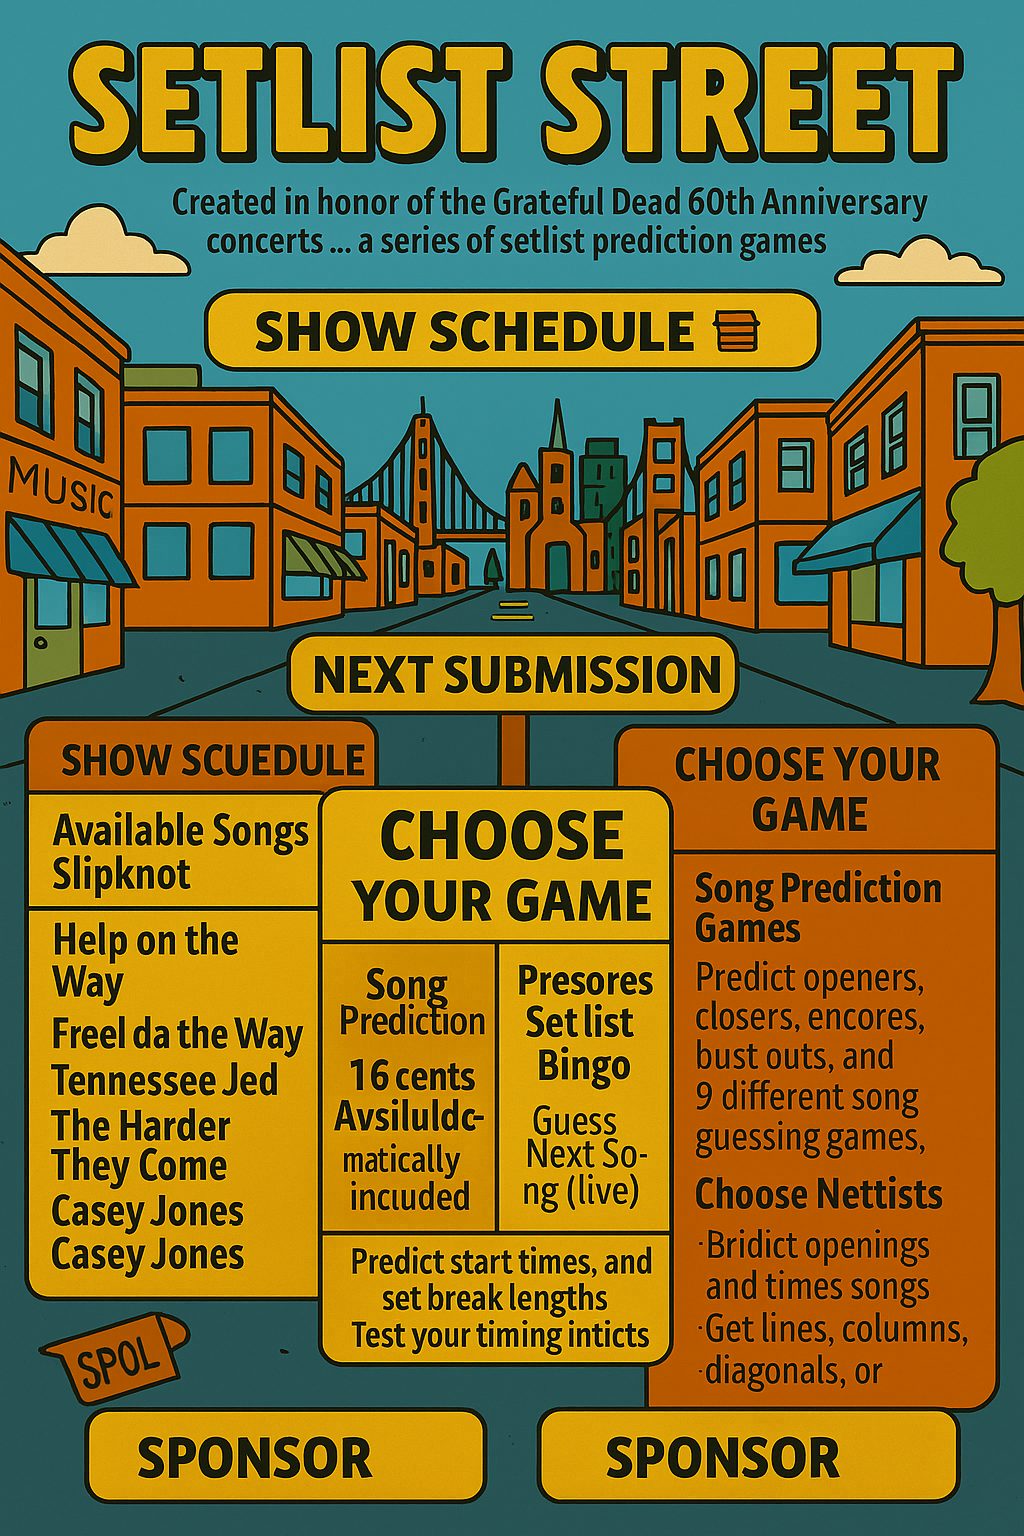 SETLIST STREET
Created in honor of the Grateful Dead 60th Anniversary
concerts ... a series of setlist prediction games
SHOW SCHEDULE
MUSIC
NEXT SUBMISSION
SHOW SCUEDULE
Available Songs
Slipknot
Help on the
Way
Freel da the Way
Tennessee Jed
The Harder
They Come
Casey Jones
Casey Jones
CHOOSE
YOUR GAME
Song
Prediction
16 cents
Avsiluldc-
matically
incıuded
Presores
Set list
Bingo
Guess
Next So-
ng (live)
Predict start times, and
set break lengths
Test your timing inticts
CHOOSE YOUR
GAME
Song Prediction
Games
Predict openers,
closers, encores,
bust outs, and
9 different song
guessing games,
Choose Nettists
·Bridict openings
and times songs
·Get lines, columns,
·diagonals, or
SPOL
SPONSOR
SPONSOR